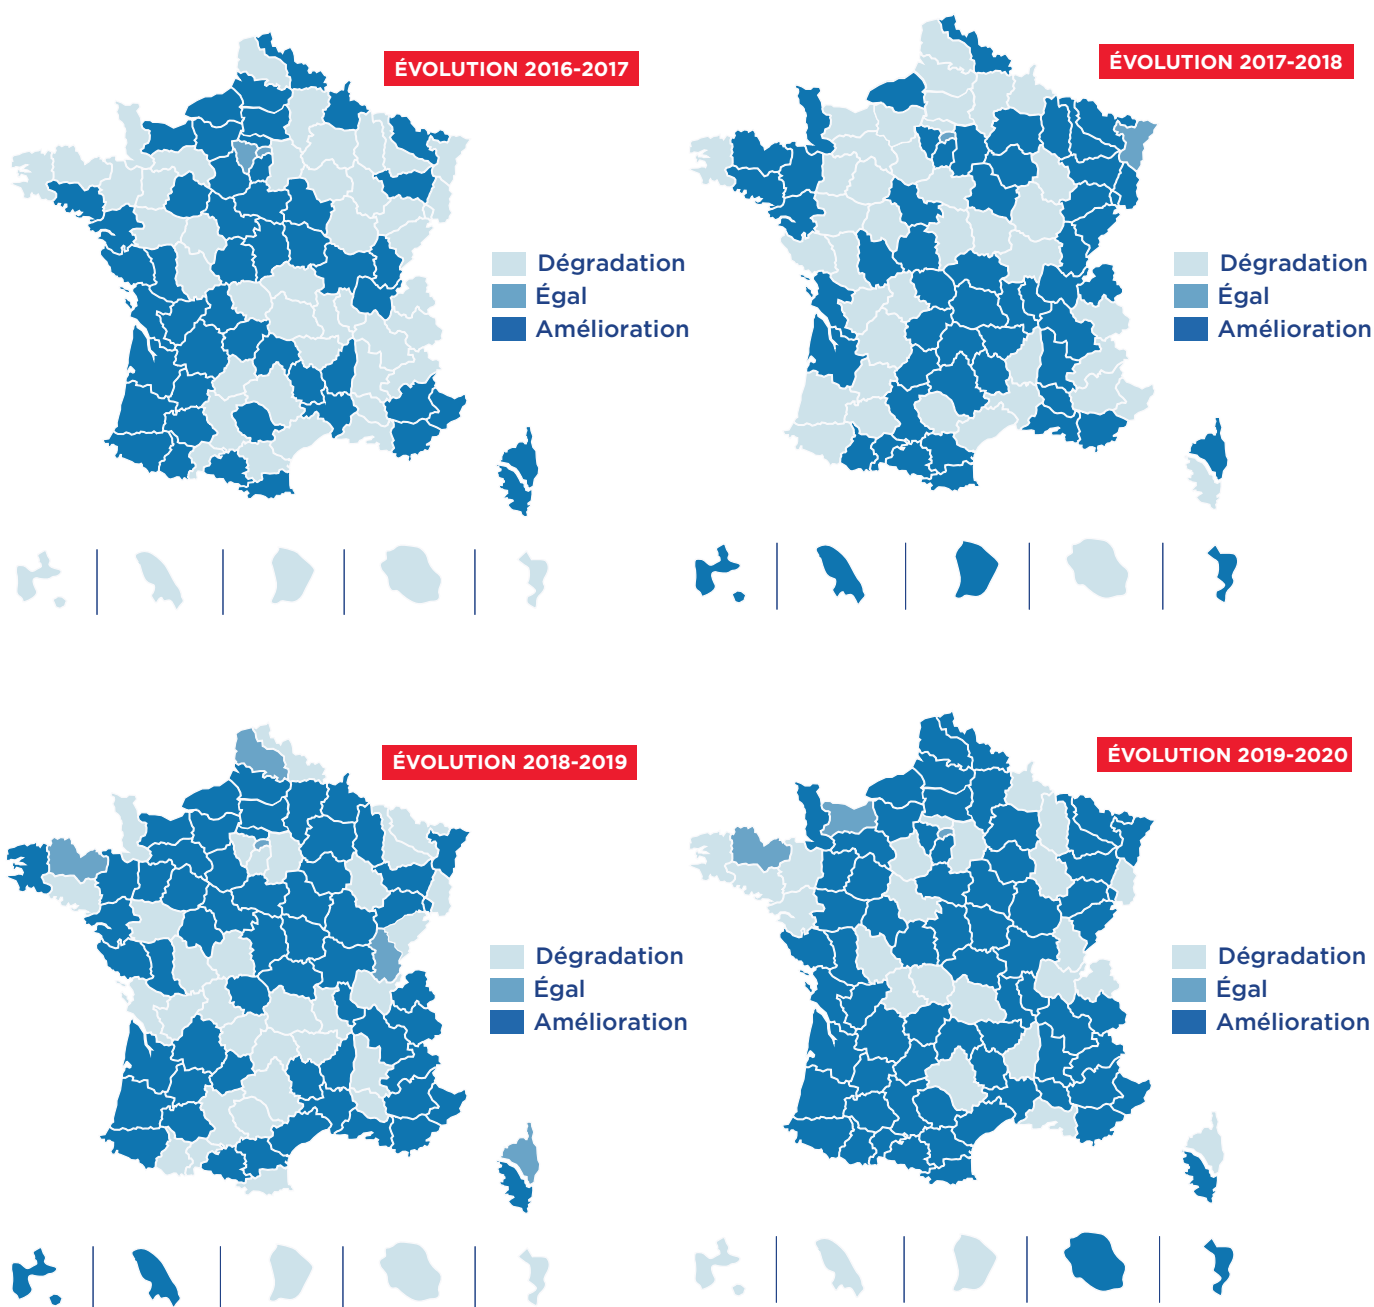 ÉVOLUTION 2016-2017
Dégradation
Égal
Amélioration
ÉVOLUTION 2017-2018
Dégradation
Égal
Amélioration
ÉVOLUTION 2018-2019
Dégradation
Égal
Amélioration
ÉVOLUTION 2019-2020
Dégradation
Égal
Amélioration